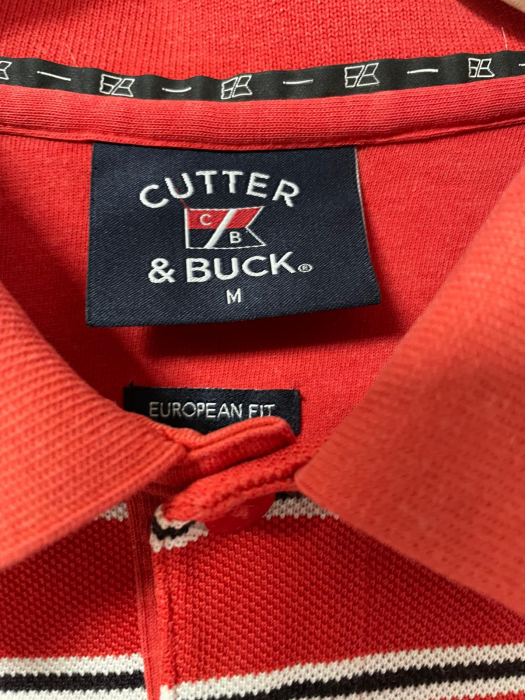 CUTTER
C
B
& BUCK®
M
EUROPEAN FIT